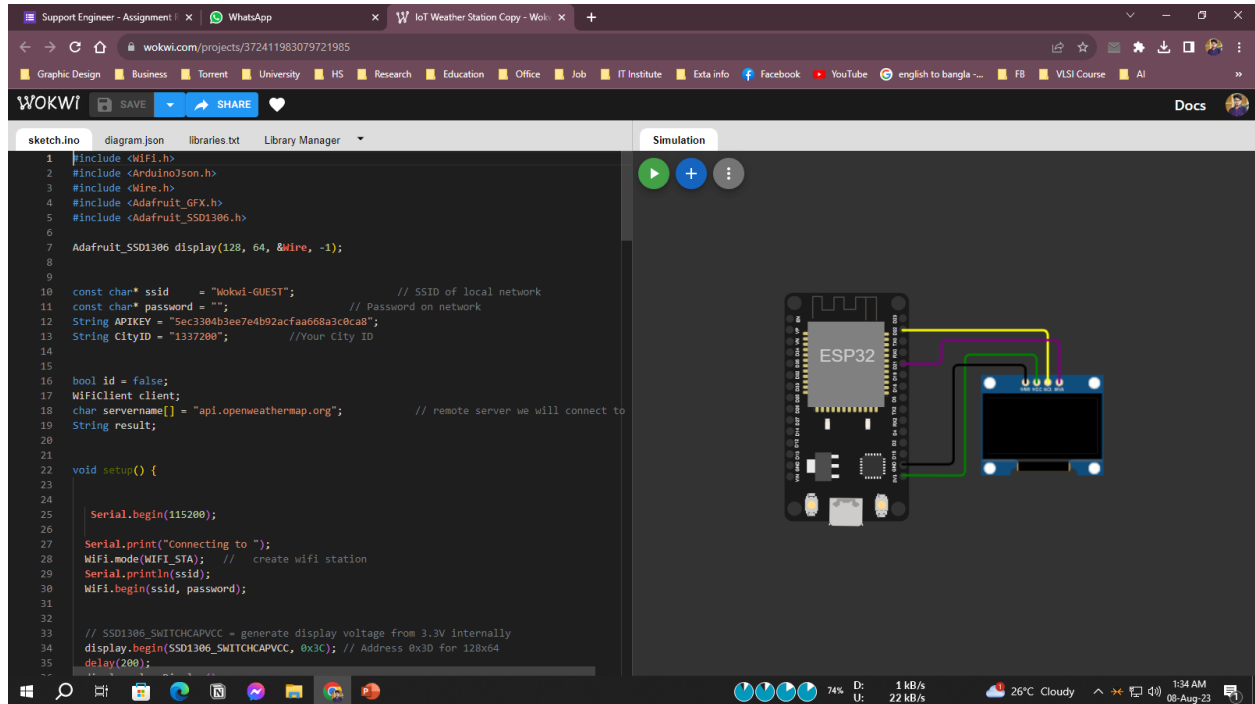 Support Engineer - Assignment F
WhatsApp
IoT Weather Station Copy - Wok
wokwi.com/projects/372411983079721985
Graphic Design Business Torrent University HS Research Education Office Job IT Institute Exta info Facebook YouTube english to bangla -... FB VLSI Course AI »
WOKWi SAVE SHARE Docs
sketch.ino diagram.json libraries.txt Library Manager
Simulation
1 #include <WiFi.h>
2 #include <ArduinoJson.h>
3 #include <Wire.h>
4 #include <Adafruit_GFX.h>
5 #include <Adafruit_SSD1306.h>
6
7 Adafruit_SSD1306 display(128, 64, &Wire, -1);
8
9
10 const char* ssid = "Wokwi-GUEST"; // SSID of local network
11 const char* password = ""; // Password on network
12 String APIKEY = "5ec3304b3ee7e4b92acfaa668a3c0ca8";
13 String CityID = "1337200"; //Your City ID
14
15
16 bool id = false;
17 WiFiClient client;
18 char servername[] = "api.openweathermap.org"; // remote server we will connect to
19 String result;
20
21
22 void setup() {
23
24
25 Serial.begin(115200);
26
27 Serial.print("Connecting to ");
28 WiFi.mode(WIFI_STA); // create wifi station
29 Serial.println(ssid);
30 WiFi.begin(ssid, password);
31
32
33 // SSD1306_SWITCHCAPVCC = generate display voltage from 3.3V internally
34 display.begin(SSD1306_SWITCHCAPVCC, 0x3C); // Address 0x3D for 128x64
35 delay(200);
ESP32
74% D: 1 kB/s
U: 22 kB/s
26°C Cloudy
1:34 AM
08-Aug-23